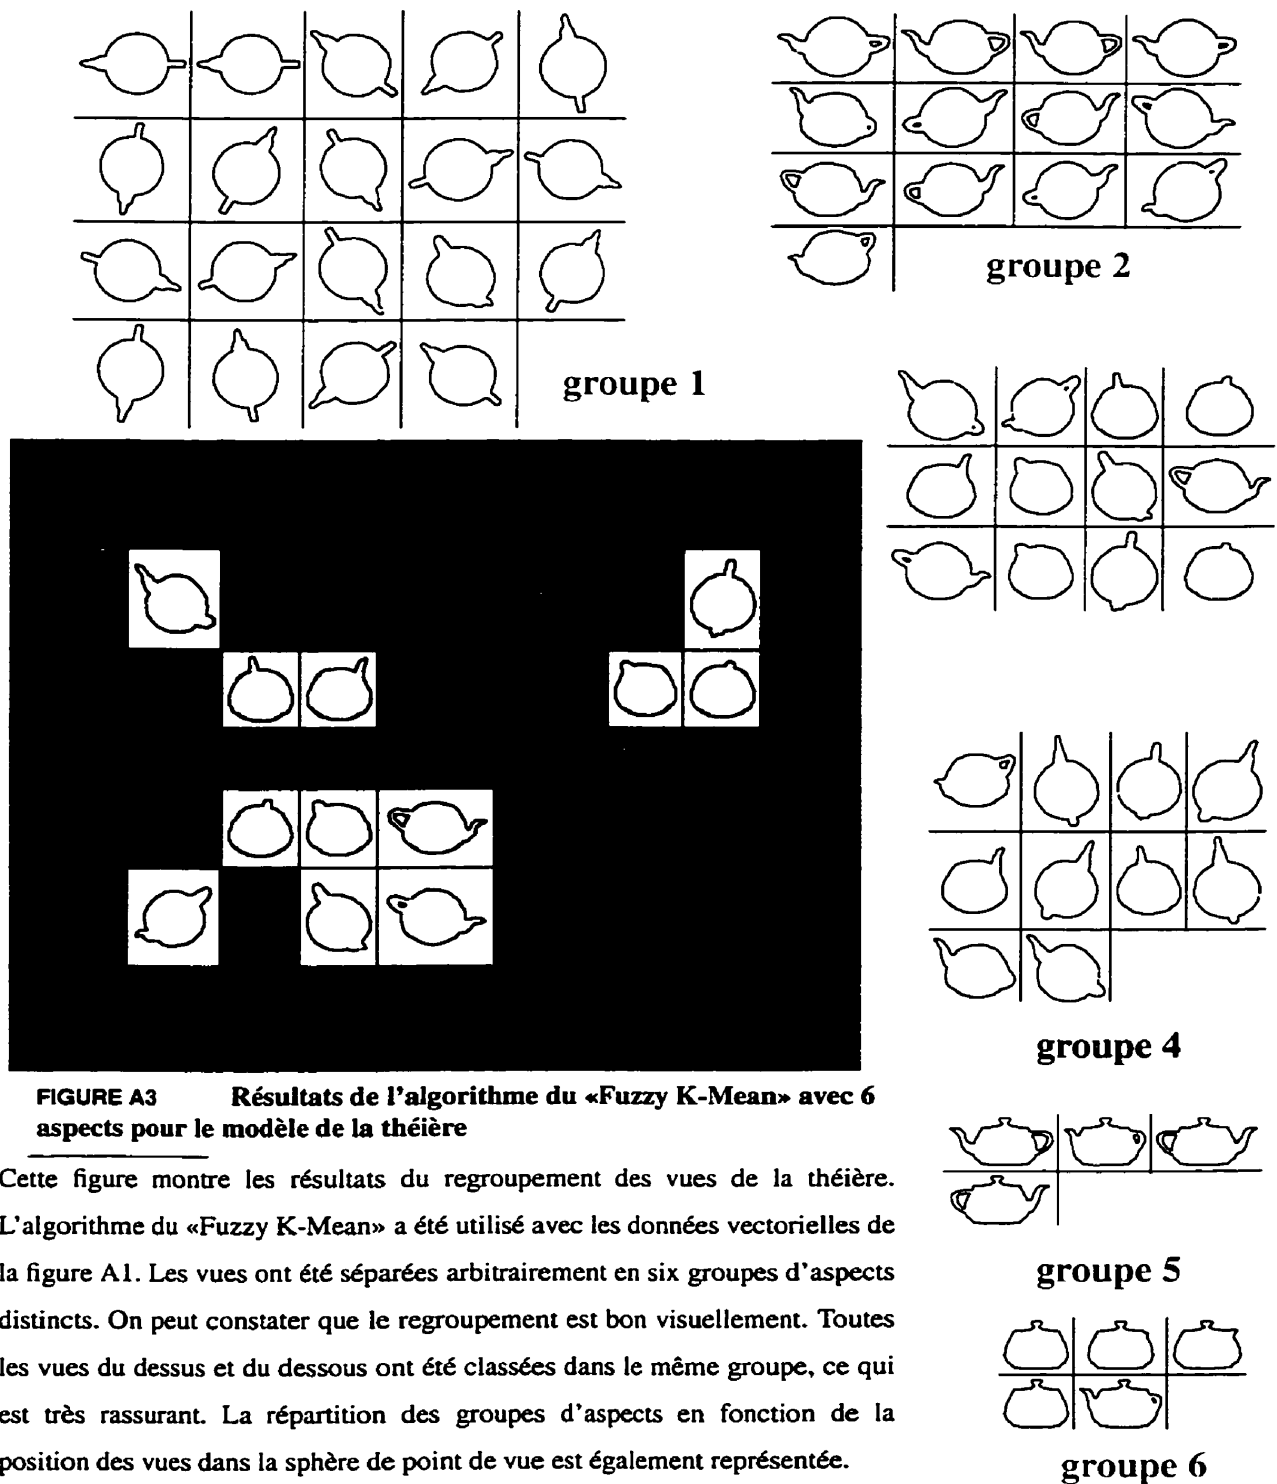 groupe 1
groupe 2
groupe 4
FIGURE A3 Résultats de l'algorithme du «Fuzzy K-Mean» avec 6
aspects pour le modèle de la théière
Cette figure montre les résultats du regroupement des vues de la théière.
L'algorithme du «Fuzzy K-Mean» a été utilisé avec les données vectorielles de
la figure A1. Les vues ont été séparées arbitrairement en six groupes d'aspects
distincts. On peut constater que le regroupement est bon visuellement. Toutes
les vues du dessus et du dessous ont été classées dans le même groupe, ce qui
est très rassurant. La répartition des groupes d'aspects en fonction de la
position des vues dans la sphère de point de vue est également représentée.
groupe 5
groupe 6